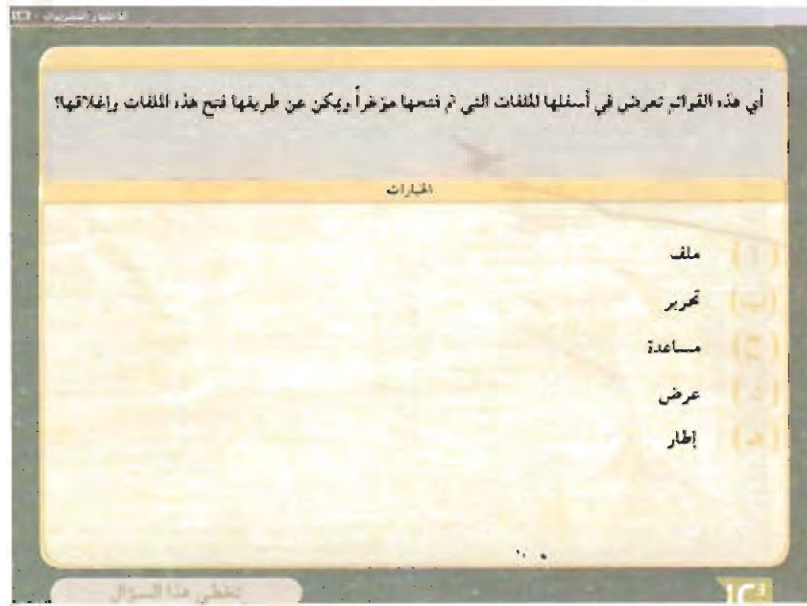 أي هذه القوائم تعرض في أسفلها الملفات التي تم فتحها مؤخراً ويمكن عن طريقها فتح هذه الملفات وإغلاقها؟
الخيارات
ملف
تحرير
مساعدة
عرض
إطار
تخطي هذا السؤال
IC³